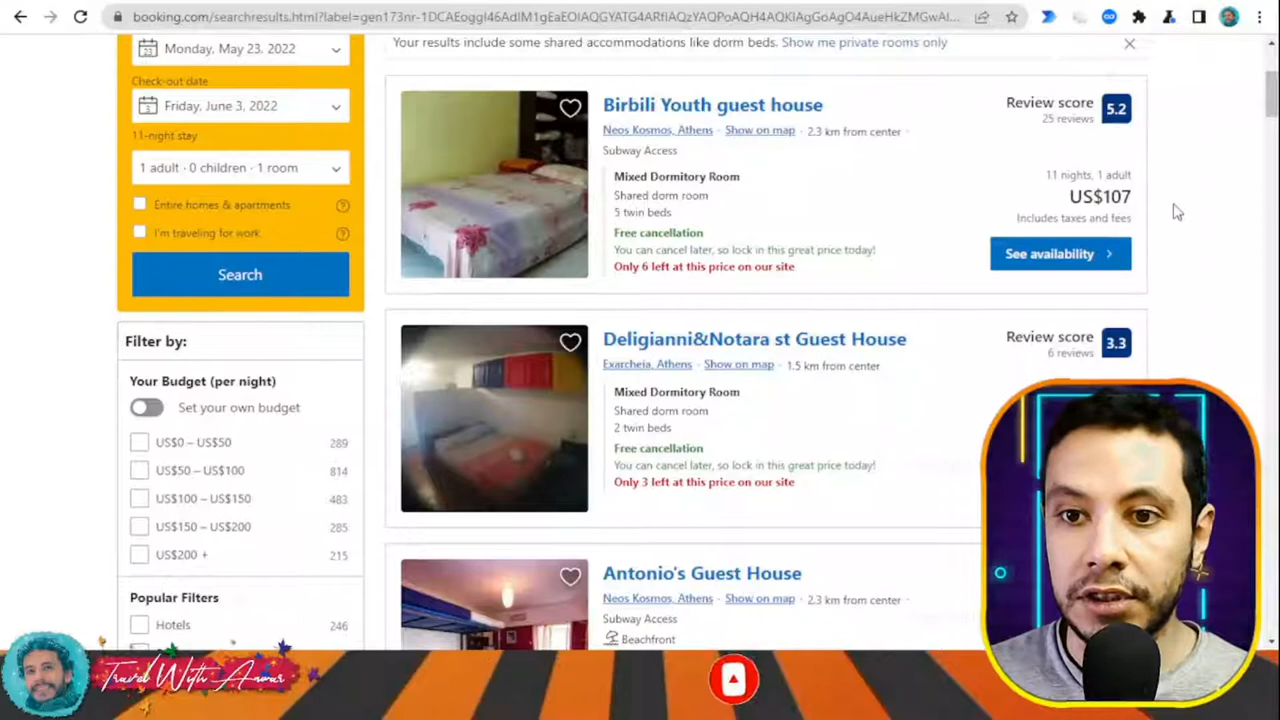 booking.com/searchresults.html?label=gen173nr-1DCAEoggI46AdIM1gEaEOIAQGYATG4ARfIAQzYAQPoAQH4AQKIAgGoAgO4AueHkZMGwAI...
Monday, May 23, 2022
Check-out date
Friday, June 3, 2022
11-night stay
1 adult · 0 children · 1 room
Entire homes & apartments
I'm traveling for work
Search
Filter by:
Your Budget (per night)
Set your own budget
US$0 – US$50 289
US$50 – US$100 814
US$100 – US$150 483
US$150 – US$200 285
US$200 + 215
Popular Filters
Hotels 246
Your results include some shared accommodations like dorm beds. Show me private rooms only
Birbili Youth guest house
Neos Kosmos, Athens · Show on map · 2.3 km from center ·
Subway Access
Mixed Dormitory Room
Shared dorm room
5 twin beds
Free cancellation
You can cancel later, so lock in this great price today!
Only 6 left at this price on our site
Review score 5.2
25 reviews
11 nights, 1 adult
US$107
Includes taxes and fees
See availability
Deligianni&Notara st Guest House
Exarcheia, Athens · Show on map · 1.5 km from center
Mixed Dormitory Room
Shared dorm room
2 twin beds
Free cancellation
You can cancel later, so lock in this great price today!
Only 3 left at this price on our site
Review score 3.3
6 reviews
Antonio's Guest House
Neos Kosmos, Athens · Show on map · 2.3 km from center ·
Subway Access
Beachfront
Travel With Anwar